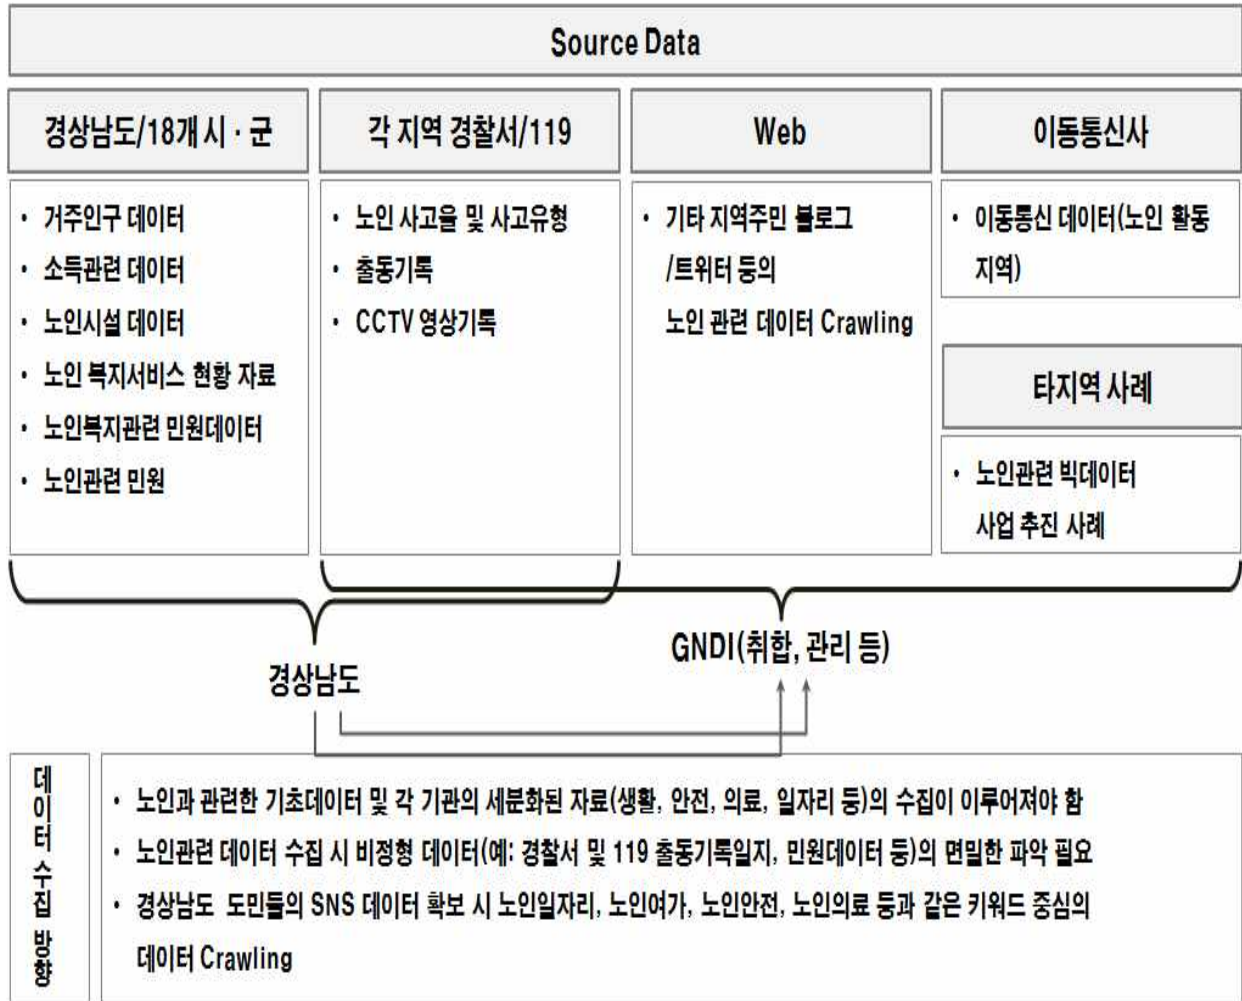 Source Data
경상남도/18개 시·군
• 거주인구 데이터
• 소득관련 데이터
• 노인시설 데이터
• 노인 복지서비스 현황 자료
• 노인복지관련 민원데이터
• 노인관련 민원
각 지역 경찰서/119
• 노인 사고율 및 사고유형
• 출동기록
• CCTV 영상기록
Web
• 기타 지역주민 블로그
/트위터 등의
노인 관련 데이터 Crawling
이동통신사
• 이동통신 데이터(노인 활동
지역)
타지역 사례
• 노인관련 빅데이터
사업 추진 사례
경상남도
GNDI(취합, 관리 등)
데이터 수집 방향
• 노인과 관련한 기초데이터 및 각 기관의 세분화된 자료(생활, 안전, 의료, 일자리 등)의 수집이 이루어져야 함
• 노인관련 데이터 수집 시 비정형 데이터(예: 경찰서 및 119 출동기록일지, 민원데이터 등)의 면밀한 파악 필요
• 경상남도 도민들의 SNS 데이터 확보 시 노인일자리, 노인여가, 노인안전, 노인의료 등과 같은 키워드 중심의
데이터 Crawling